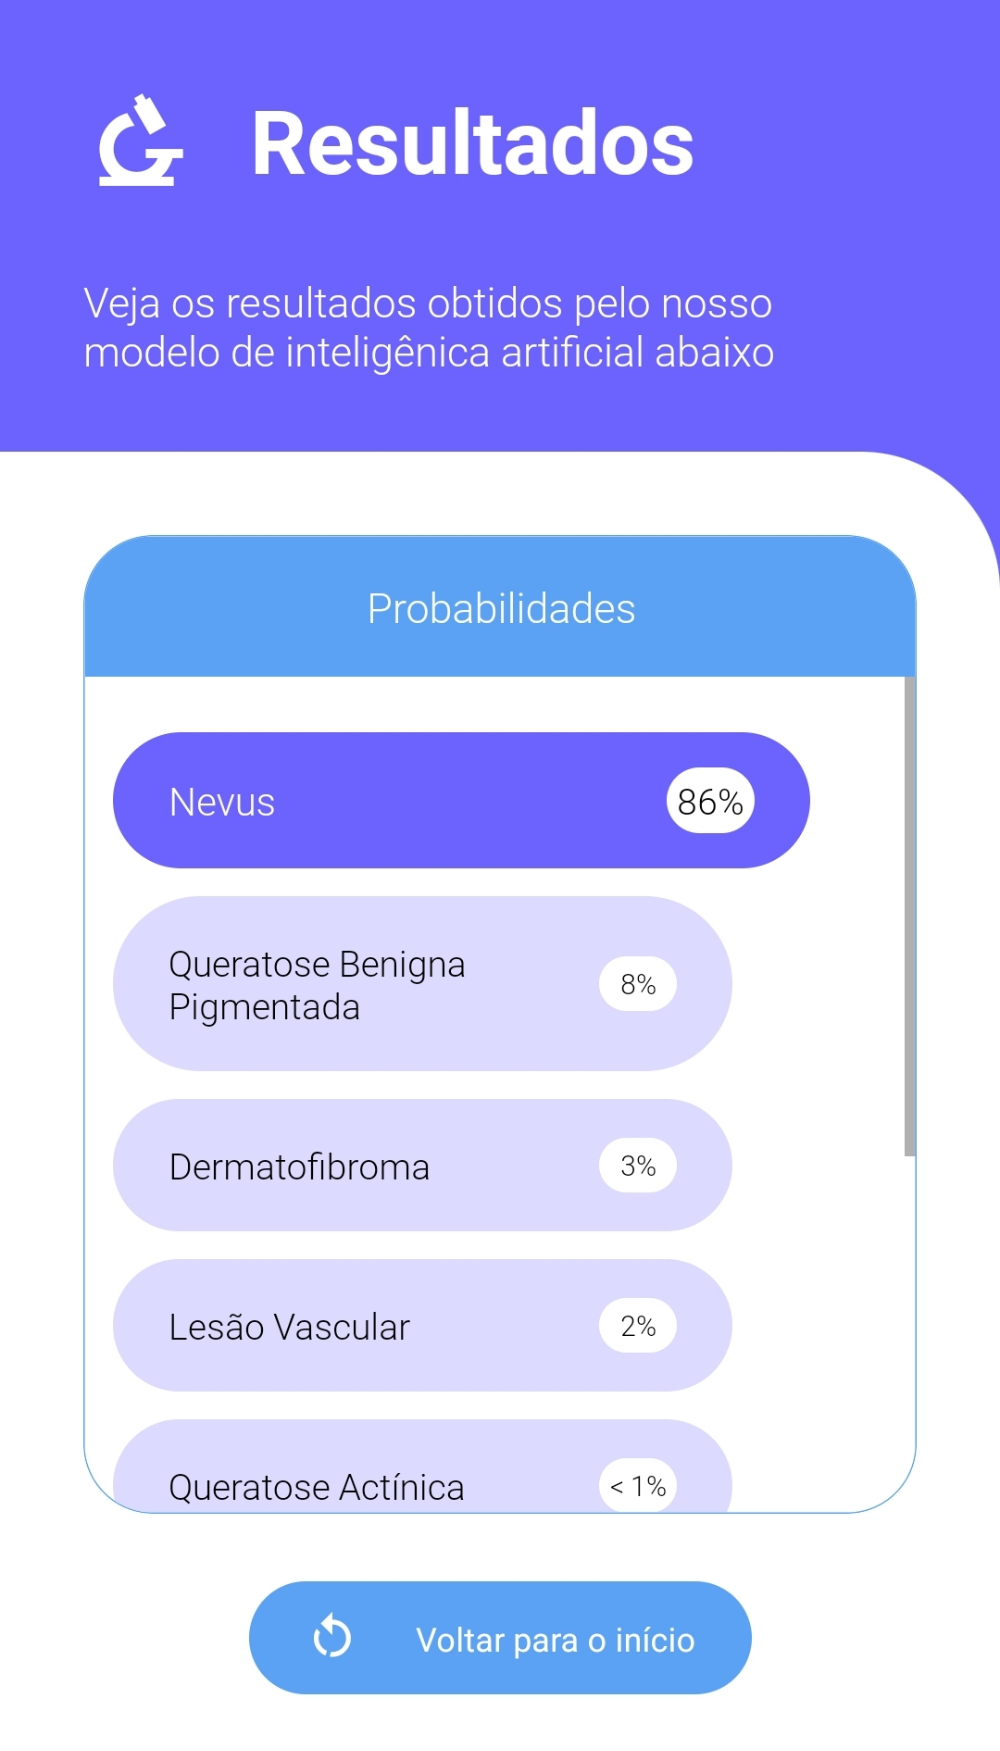 Resultados
Veja os resultados obtidos pelo nosso
modelo de inteligênica artificial abaixo
Probabilidades
Nevus 86%
Queratose Benigna
Pigmentada 8%
Dermatofibroma 3%
Lesão Vascular 2%
Queratose Actínica < 1%
Voltar para o início